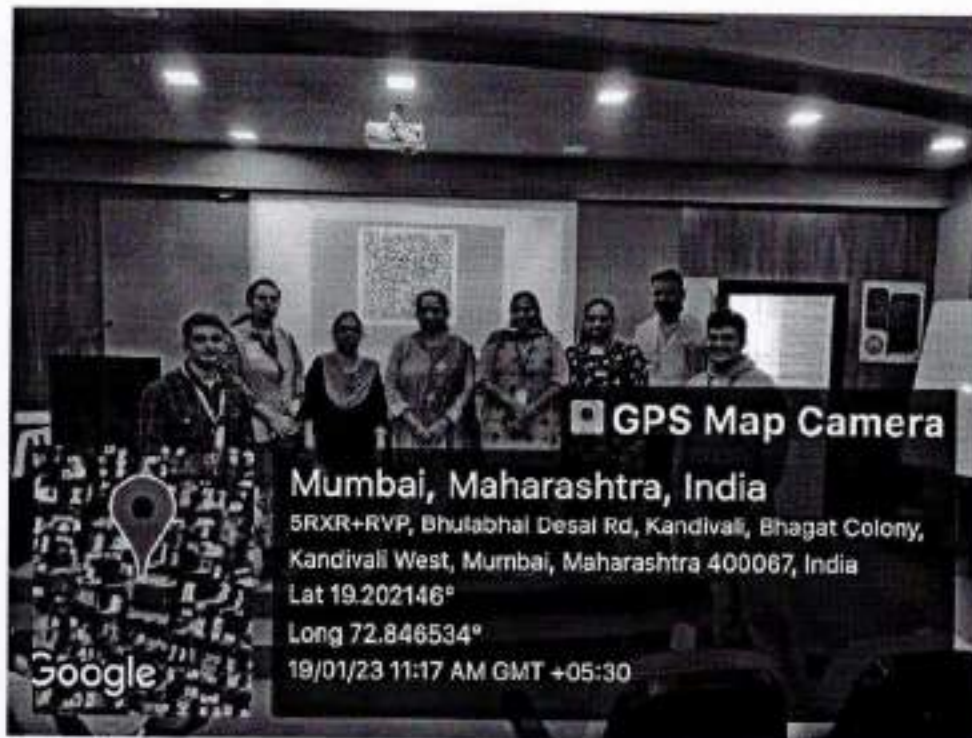 GPS Map Camera
Mumbai, Maharashtra, India
5RXR+RVP, Bhulabhai Desai Rd, Kandivali, Bhagat Colony,
Kandivali West, Mumbai, Maharashtra 400067, India
Lat 19.202146°
Long 72.846534°
19/01/23 11:17 AM GMT +05:30
Google